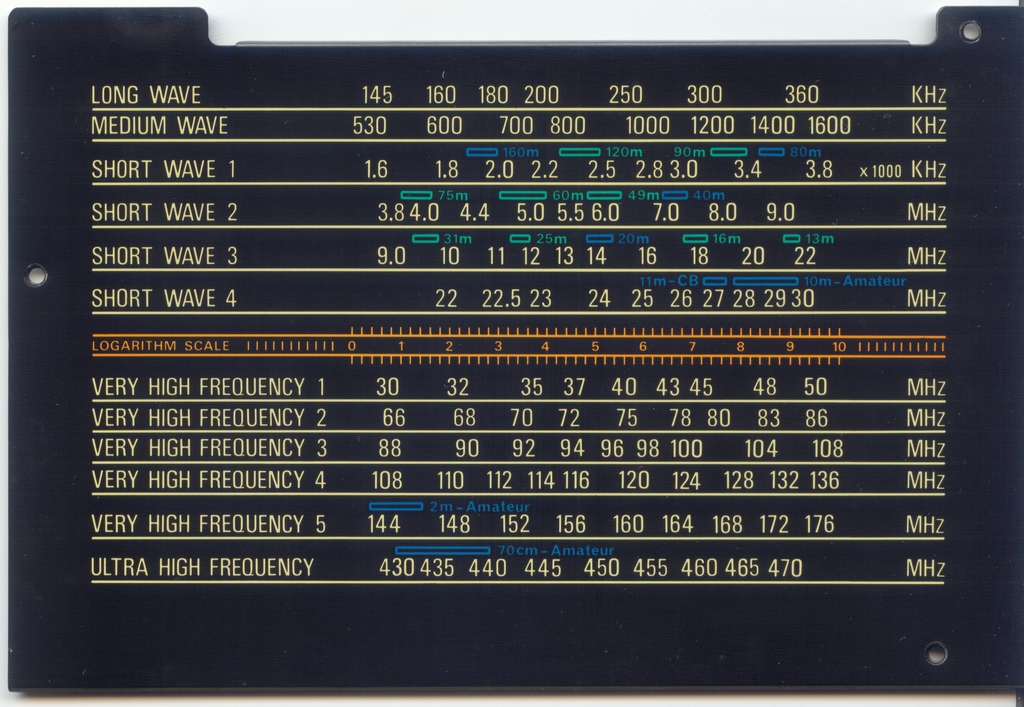 LONG WAVE 145 160 180 200 250 300 360 KHz
MEDIUM WAVE 530 600 700 800 1000 1200 1400 1600 KHz
160m 120m 90m 80m
SHORT WAVE 1 1.6 1.8 2.0 2.2 2.5 2.8 3.0 3.4 3.8 x1000 KHz
75m 60m 49m 40m
SHORT WAVE 2 3.8 4.0 4.4 5.0 5.5 6.0 7.0 8.0 9.0 MHz
31m 25m 20m 16m 13m
SHORT WAVE 3 9.0 10 11 12 13 14 16 18 20 22 MHz
11m-CB 10m-Amateur
SHORT WAVE 4 22 22.5 23 24 25 26 27 28 29 30 MHz
LOGARITHM SCALE 0 1 2 3 4 5 6 7 8 9 10
VERY HIGH FREQUENCY 1 30 32 35 37 40 43 45 48 50 MHz
VERY HIGH FREQUENCY 2 66 68 70 72 75 78 80 83 86 MHz
VERY HIGH FREQUENCY 3 88 90 92 94 96 98 100 104 108 MHz
VERY HIGH FREQUENCY 4 108 110 112 114 116 120 124 128 132 136 MHz
2m-Amateur
VERY HIGH FREQUENCY 5 144 148 152 156 160 164 168 172 176 MHz
70cm-Amateur
ULTRA HIGH FREQUENCY 430 435 440 445 450 455 460 465 470 MHz